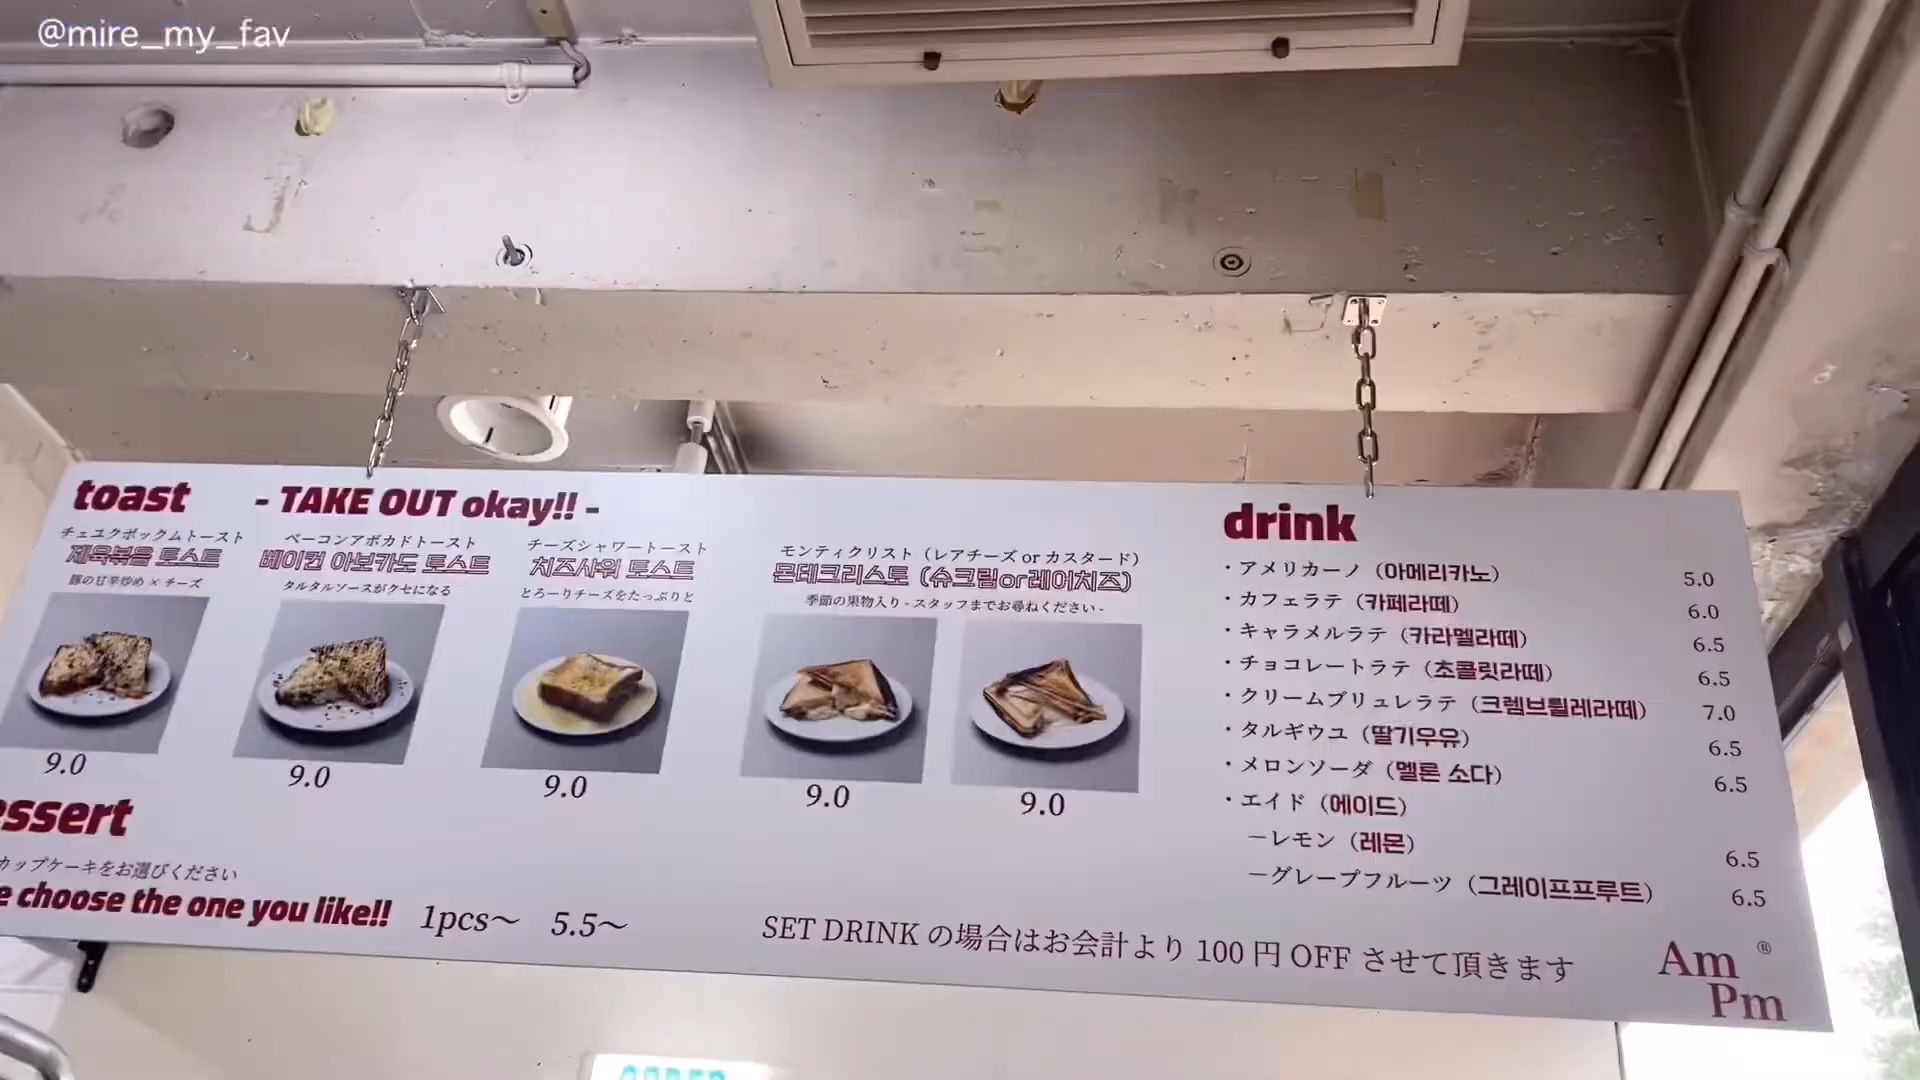 @mire_my_fav
toast
- TAKE OUT okay!! -
チェユクポックムトースト
제육볶음 토스트
豚の甘辛炒め × チーズ
9.0
ベーコンアボカドトースト
베이컨 아보카도 토스트
タルタルソースがクセになる
9.0
チーズシャワートースト
치즈샤워 토스트
とろーりチーズをたっぷりと
9.0
モンティクリスト（レアチーズ or カスタード）
몬테크리스토（슈크림or레이치즈）
季節の果物入り - スタッフまでお尋ねください -
9.0
9.0
drink
・アメリカーノ（아메리카노） 5.0
・カフェラテ（카페라떼） 6.0
・キャラメルラテ（카라멜라떼） 6.5
・チョコレートラテ（초콜릿라떼） 6.5
・クリームブリュレラテ（크렘브륄레라떼） 7.0
・タルギウユ（딸기우유） 6.5
・メロンソーダ（멜론 소다） 6.5
・エイド（에이드）
ーレモン（레몬） 6.5
ーグレープフルーツ（그레이프프루트） 6.5
essert
カップケーキをお選びください
e choose the one you like!!
1pcs〜 5.5〜
SET DRINK の場合はお会計より 100 円 OFF させて頂きます
Am ®
Pm